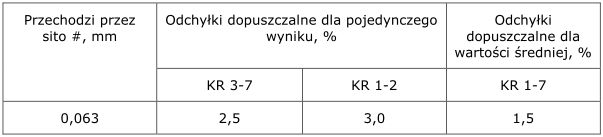 Przechodzi przez
sito #, mm
Odchyłki dopuszczalne dla pojedynczego
wyniku, %
Odchyłki
dopuszczalne dla
wartości średniej, %
KR 3-7
KR 1-2
KR 1-7
0,063
2,5
3,0
1,5